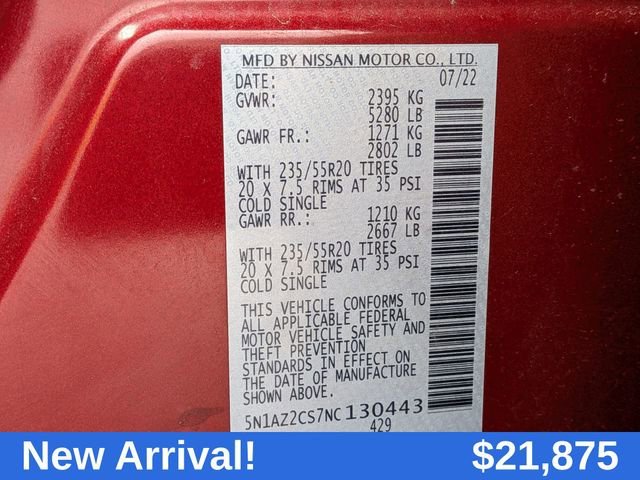 MFD BY NISSAN MOTOR CO., LTD.
DATE: 07/22
GVWR: 2395 KG
5280 LB
GAWR FR.: 1271 KG
2802 LB
WITH 235/55R20 TIRES
20 X 7.5 RIMS AT 35 PSI
COLD SINGLE
GAWR RR.: 1210 KG
2667 LB
WITH 235/55R20 TIRES
20 X 7.5 RIMS AT 35 PSI
COLD SINGLE
THIS VEHICLE CONFORMS TO
ALL APPLICABLE FEDERAL
MOTOR VEHICLE SAFETY AND
THEFT PREVENTION
STANDARDS IN EFFECT ON
THE DATE OF MANUFACTURE
SHOWN ABOVE.
5N1AZ2CS7NC130443
429
New Arrival! $21,875